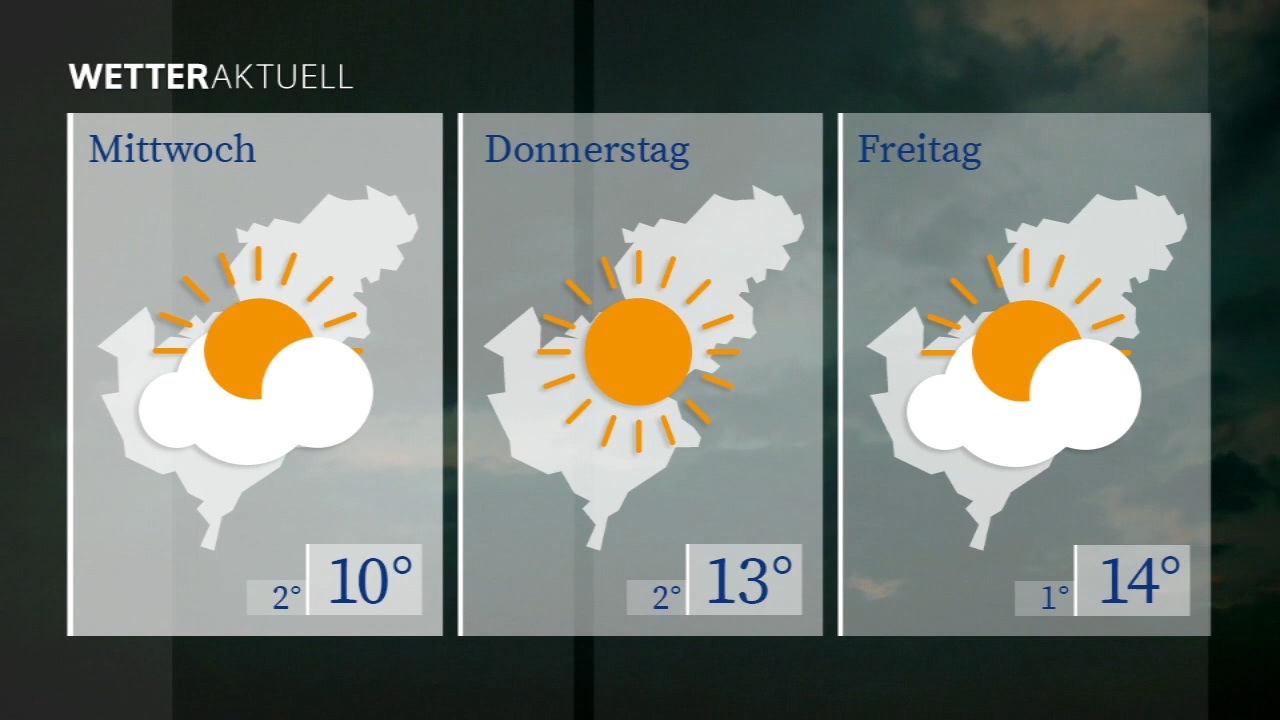 WETTERAKTUELL
Mittwoch
2° 10°
Donnerstag
2° 13°
Freitag
1° 14°